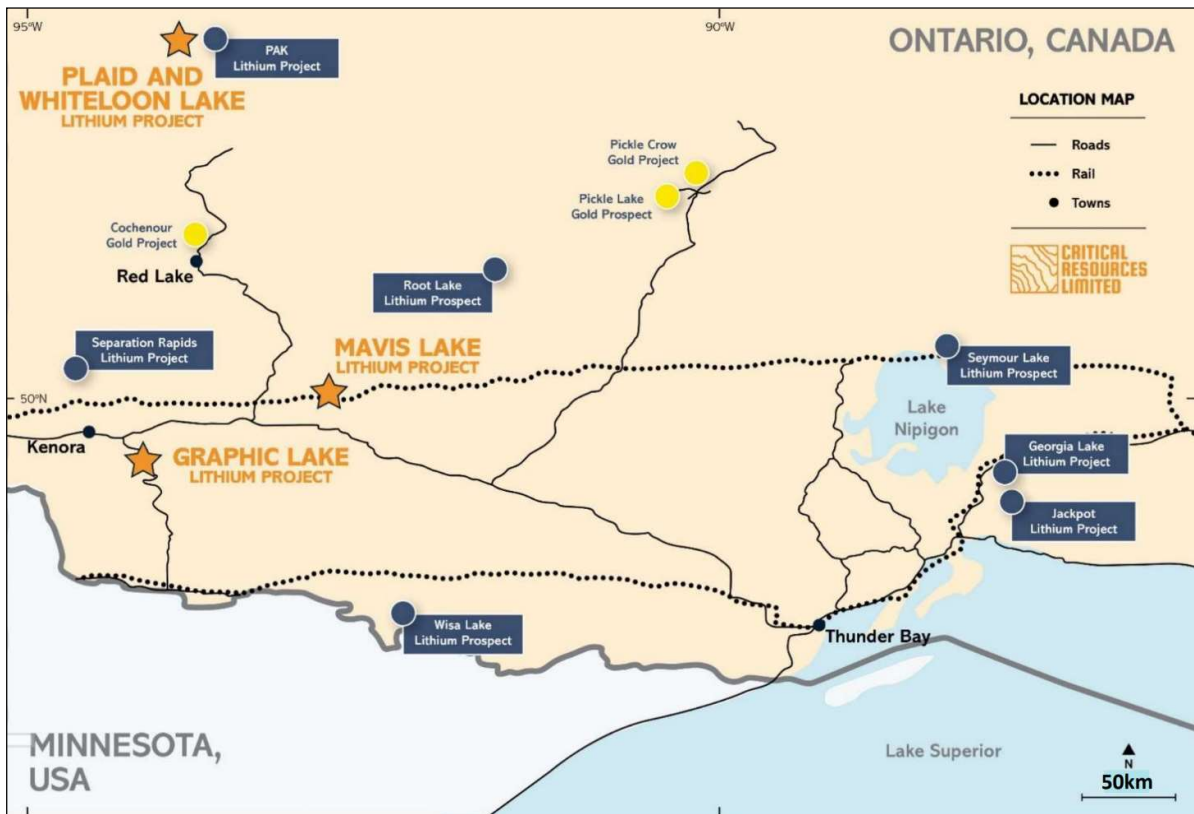 95°W
90°W
ONTARIO, CANADA
PAK
Lithium Project
PLAID AND
WHITELOON LAKE
LITHIUM PROJECT
LOCATION MAP
Roads
Rail
Towns
CRITICAL
RESOURCES
LIMITED
Pickle Crow
Gold Project
Pickle Lake
Gold Prospect
Cochenour
Gold Project
Red Lake
Root Lake
Lithium Prospect
Separation Rapids
Lithium Project
MAVIS LAKE
LITHIUM PROJECT
Seymour Lake
Lithium Prospect
50°N
Lake
Nipigon
Kenora
GRAPHIC LAKE
LITHIUM PROJECT
Georgia Lake
Lithium Project
Jackpot
Lithium Project
Wisa Lake
Lithium Prospect
Thunder Bay
MINNESOTA,
USA
Lake Superior
N
50km